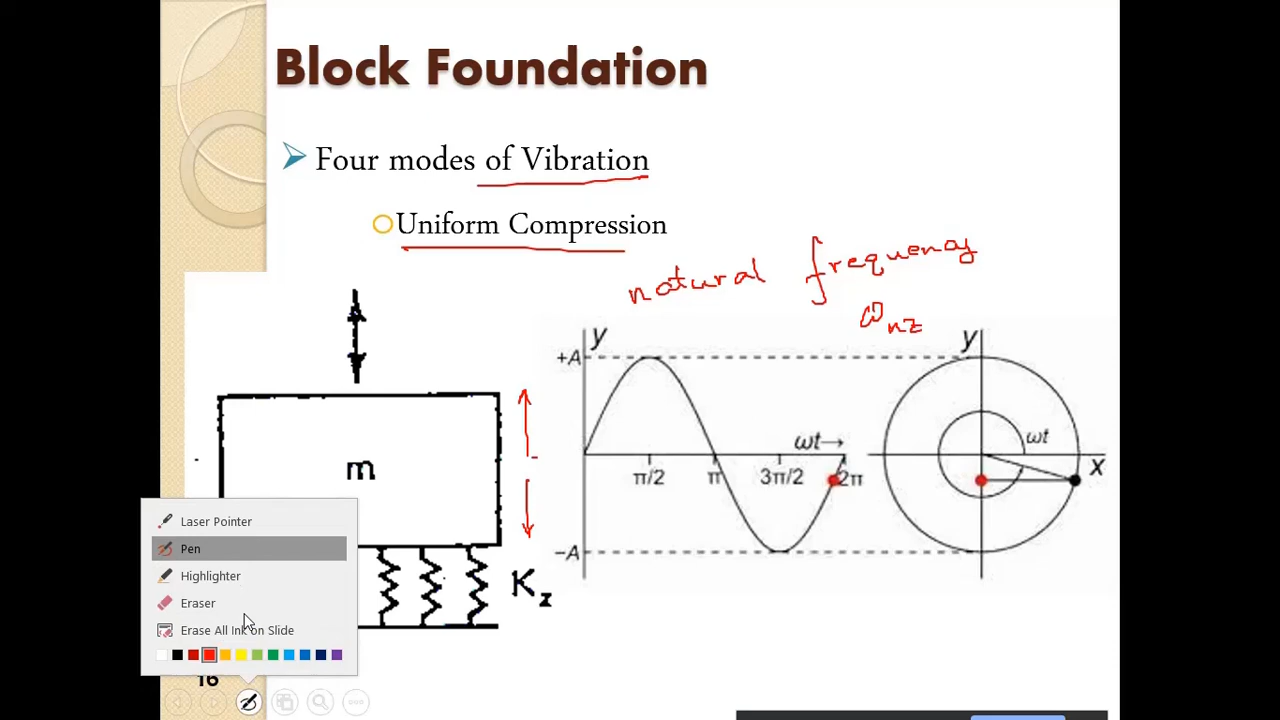 Block Foundation
Four modes of Vibration
Uniform Compression
natural frequency
ωnz
y
y
+A
ωt→
ωt
m
π/2
π
3π/2
2π
x
−A
Kz
Laser Pointer
Pen
Highlighter
Eraser
Erase All Ink on Slide
16